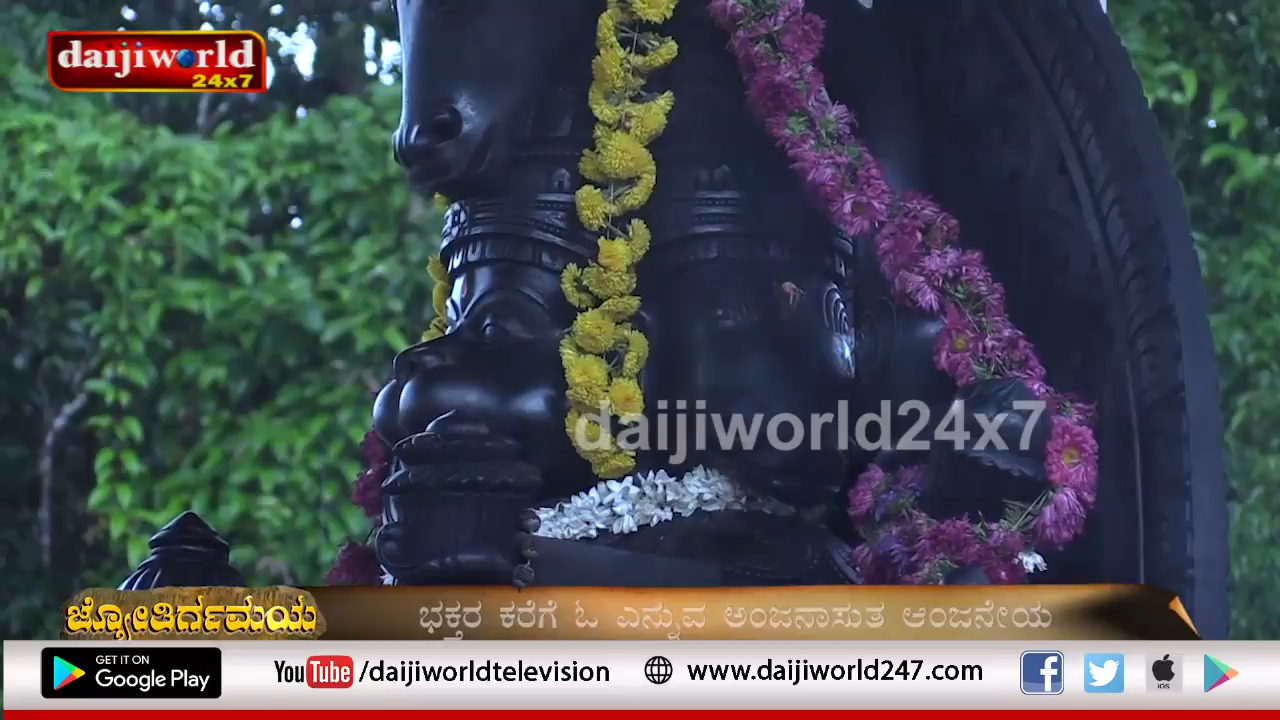 daijiworld
24x7
daijiworld24x7
ಜ್ಯೋತಿರ್ಗಮಯ
ಭಕ್ತರ ಕರೆಗೆ ಓ ಎನ್ನುವ ಅಂಜನಾಸುತ ಆಂಜನೇಯ
GET IT ON
Google Play
YouTube /daijiworldtelevision
www.daijiworld247.com
iOS